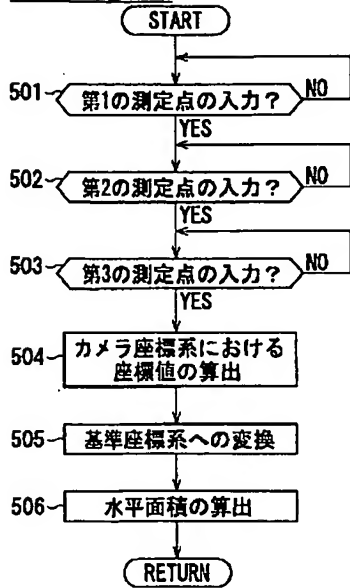 START
501
第1の測定点の入力?
NO
YES
502
第2の測定点の入力?
NO
YES
503
第3の測定点の入力?
NO
YES
504
カメラ座標系における
座標値の算出
505
基準座標系への変換
506
水平面積の算出
RETURN